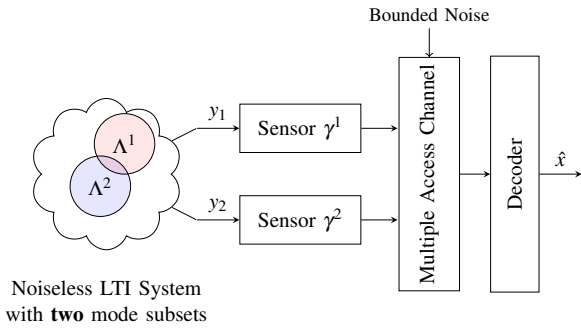 Bounded Noise
Λ¹
Λ²
y₁
Sensor γ¹
y₂
Sensor γ²
Multiple Access Channel
Decoder
x̂
Noiseless LTI System
with two mode subsets